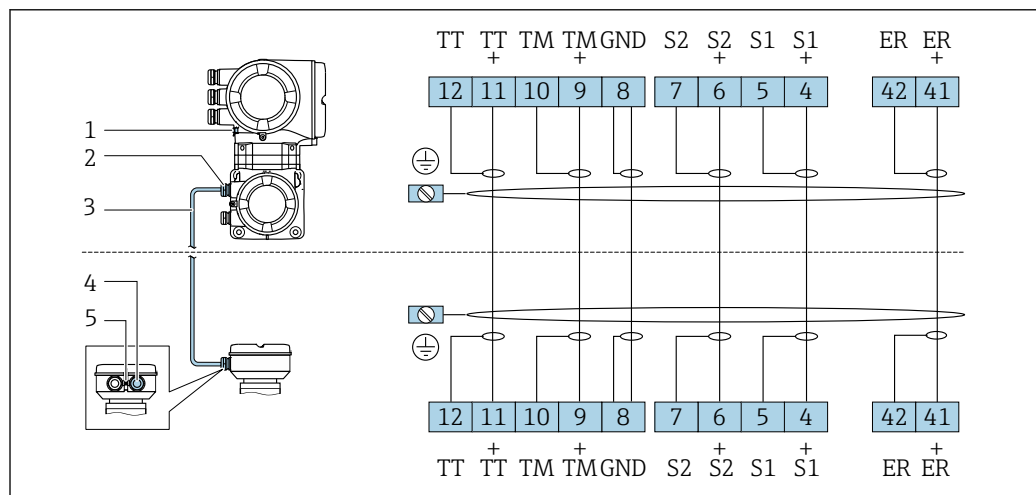 TT TT TM TM GND S2 S2 S1 S1 ER ER
+ + + + +
12 11 10 9 8 7 6 5 4 42 41
1
2
3
4
5
12 11 10 9 8 7 6 5 4 42 41
+ + + + +
TT TT TM TM GND S2 S2 S1 S1 ER ER